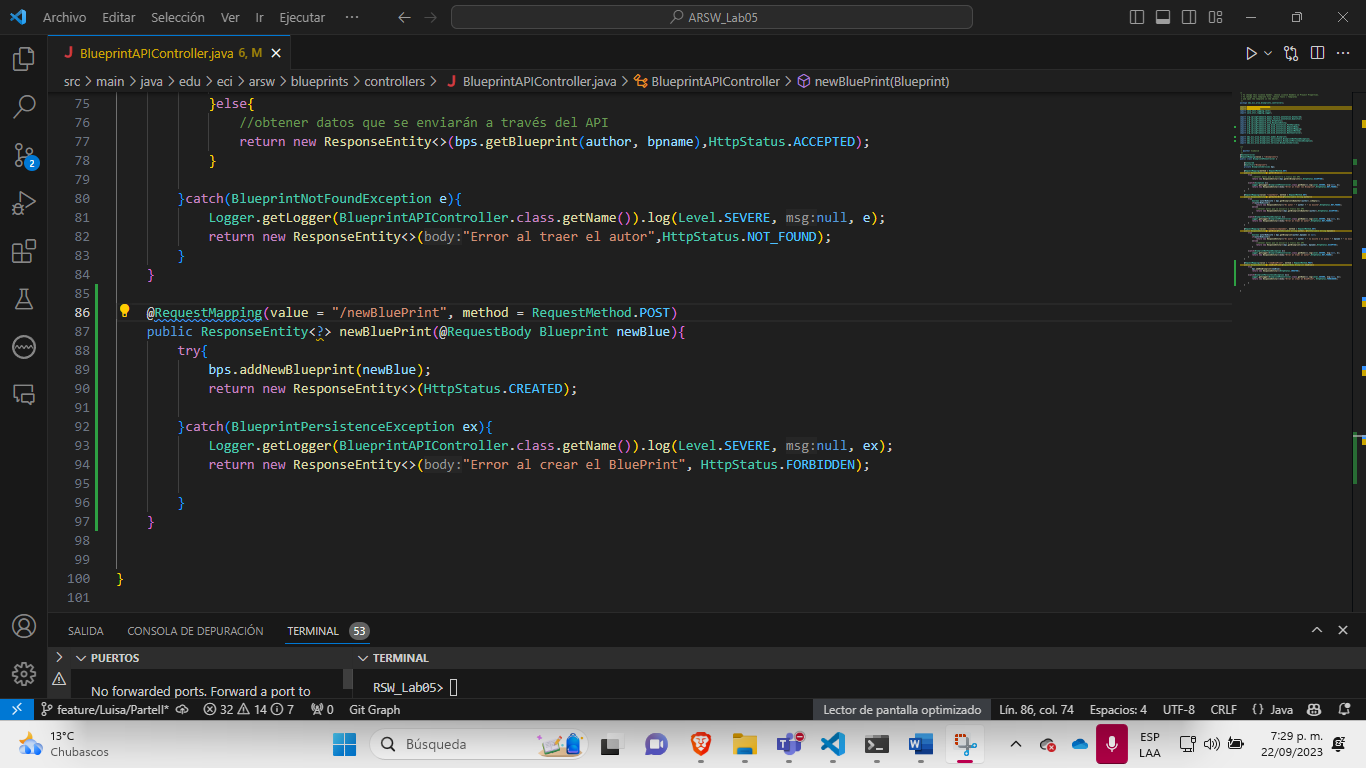 Archivo Editar Selección Ver Ir Ejecutar ··· ARSW_Lab05
BlueprintAPIController.java 6, M
src > main > java > edu > eci > arsw > blueprints > controllers > BlueprintAPIController.java > BlueprintAPIController > newBluePrint(Blueprint)
75 }else{
76 //obtener datos que se enviarán a través del API
77 return new ResponseEntity<>(bps.getBlueprint(author, bpname),HttpStatus.ACCEPTED);
78 }
79
80 }catch(BlueprintNotFoundException e){
81 Logger.getLogger(BlueprintAPIController.class.getName()).log(Level.SEVERE, msg:null, e);
82 return new ResponseEntity<>(body:"Error al traer el autor",HttpStatus.NOT_FOUND);
83 }
84 }
85
86 @RequestMapping(value = "/newBluePrint", method = RequestMethod.POST)
87 public ResponseEntity<?> newBluePrint(@RequestBody Blueprint newBlue){
88 try{
89 bps.addNewBlueprint(newBlue);
90 return new ResponseEntity<>(HttpStatus.CREATED);
91
92 }catch(BlueprintPersistenceException ex){
93 Logger.getLogger(BlueprintAPIController.class.getName()).log(Level.SEVERE, msg:null, ex);
94 return new ResponseEntity<>(body:"Error al crear el BluePrint", HttpStatus.FORBIDDEN);
95
96 }
97 }
98
99
100 }
101
2
SALIDA CONSOLA DE DEPURACIÓN TERMINAL 53
PUERTOS TERMINAL
No forwarded ports. Forward a port to
RSW_Lab05>
feature/Luisa/ParteII* 32 14 7 0 Git Graph Lector de pantalla optimizado Lín. 86, col. 74 Espacios: 4 UTF-8 CRLF {} Java
13°C
Chubascos
Búsqueda
ESP
LAA
7:29 p. m.
22/09/2023